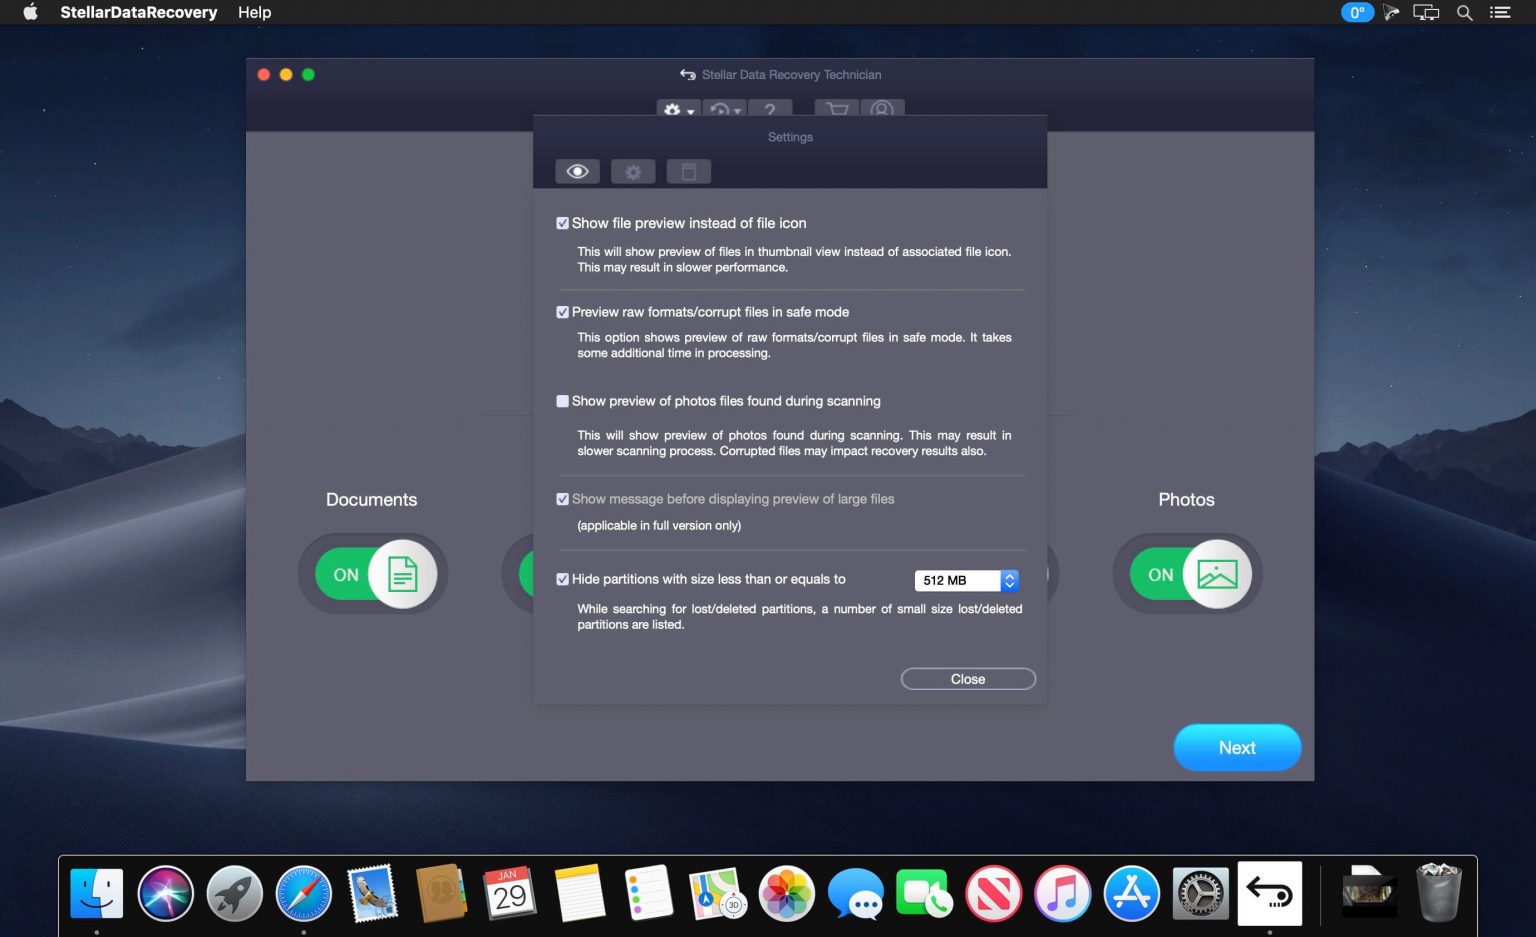 StellarDataRecovery Help
0°
Stellar Data Recovery Technician
?
Settings
Show file preview instead of file icon
This will show preview of files in thumbnail view instead of associated file icon.
This may result in slower performance.
Preview raw formats/corrupt files in safe mode
This option shows preview of raw formats/corrupt files in safe mode. It takes
some additional time in processing.
Show preview of photos files found during scanning
This will show preview of photos found during scanning. This may result in
slower scanning process. Corrupted files may impact recovery results also.
Show message before displaying preview of large files
(applicable in full version only)
Hide partitions with size less than or equals to
512 MB
While searching for lost/deleted partitions, a number of small size lost/deleted
partitions are listed.
Close
Documents
ON
Photos
ON
Next
JAN
29
3D